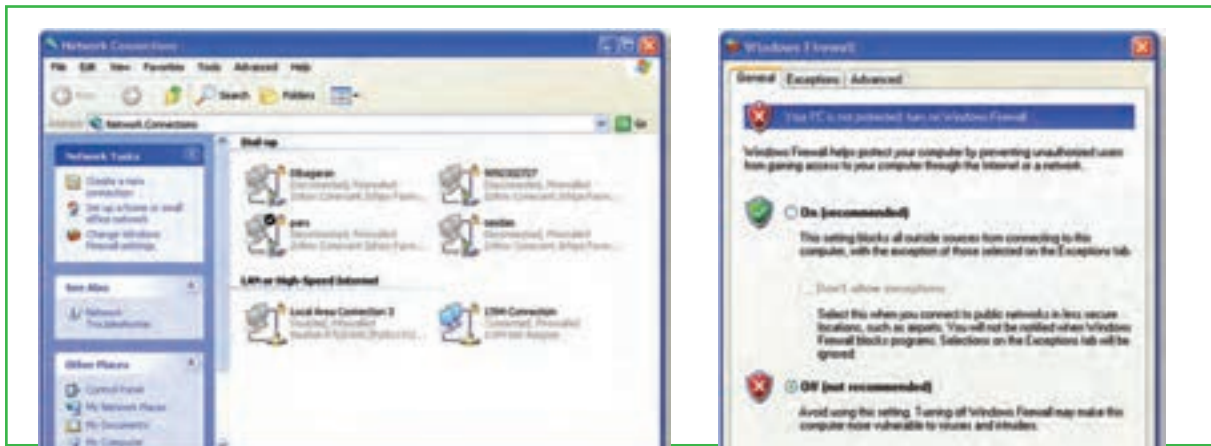 Network Connections
File Edit View Favorites Tools Advanced Help
Search Folders
Network Connections Go
Network Tasks
Create a new
connection
Set up a home or small
office network
Change Windows
Firewall settings
See Also
Network
Troubleshooter
Other Places
Control Panel
My Network Places
My Documents
My Computer
Dial-up
Disconnected, Firewalled
Disconnected, Firewalled
pars
Disconnected, Firewalled
Disconnected, Firewalled
LAN or High-Speed Internet
Local Area Connection 3
Firewalled
Connection
Connected, Firewalled
Windows Firewall
General Exceptions Advanced
Your PC is not protected: turn on Windows Firewall
Windows Firewall helps protect your computer by preventing unauthorized users
from gaining access to your computer through the Internet or a network.
On (recommended)
This setting blocks all outside sources from connecting to this
computer, with the exception of those selected on the Exceptions tab.
Don't allow exceptions
Select this when you connect to public networks in less secure
locations, such as airports. You will not be notified when Windows
Firewall blocks programs. Selections on the Exceptions tab will be
ignored.
Off (not recommended)
Avoid using this setting. Turning off Windows Firewall may make this
computer more vulnerable to viruses and intruders.